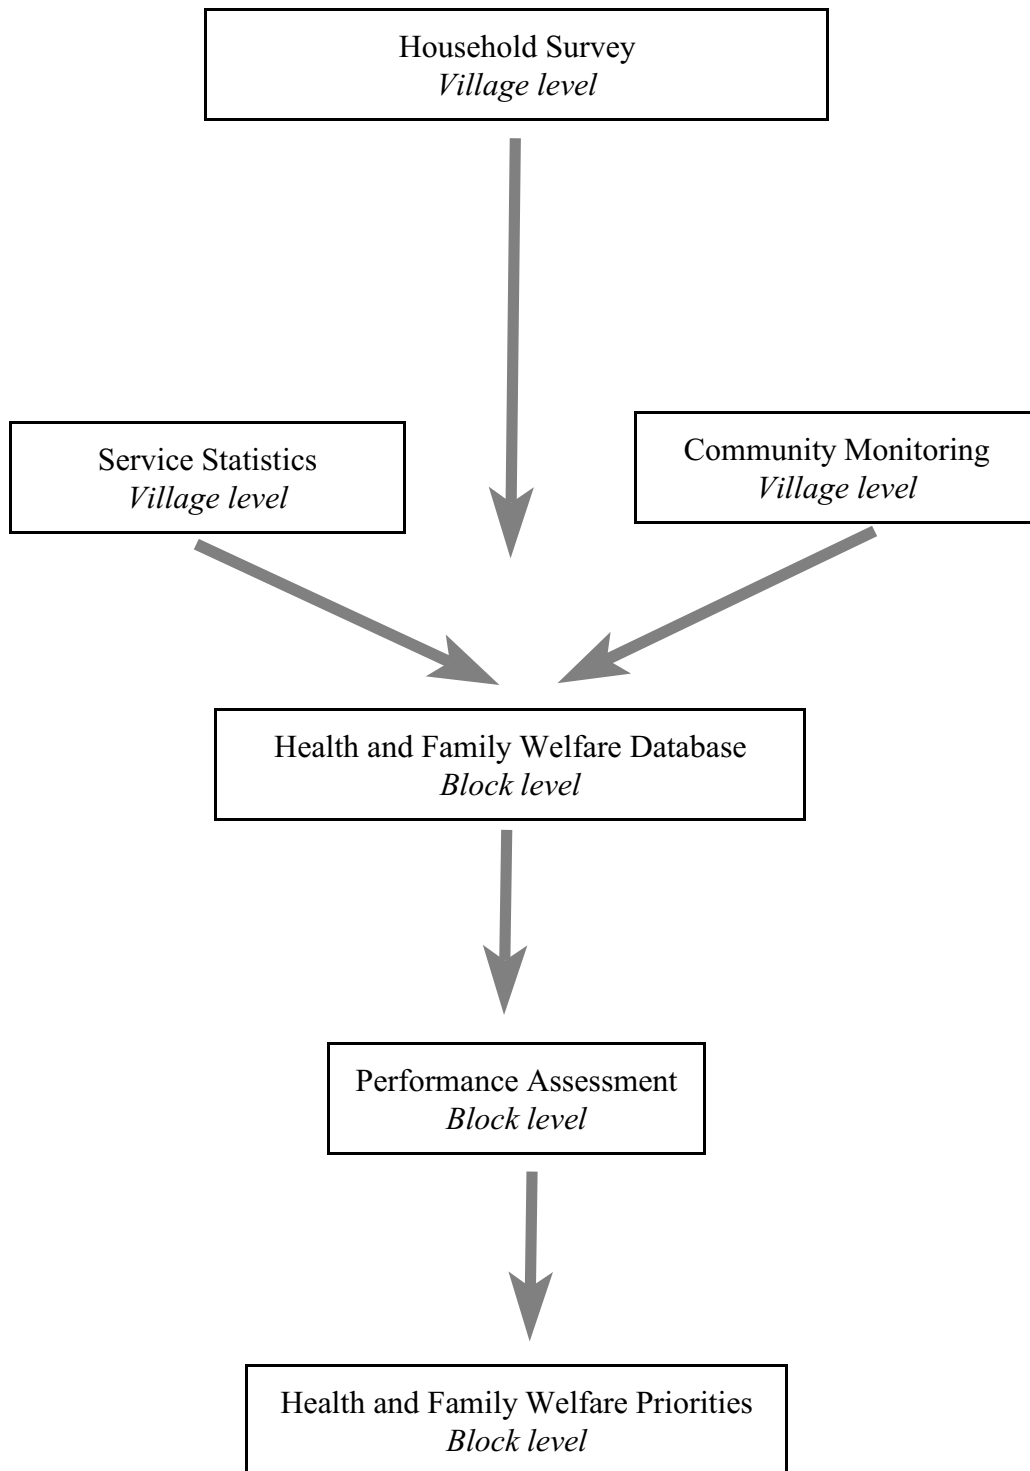 Household Survey
Village level
Service Statistics
Village level
Community Monitoring
Village level
Health and Family Welfare Database
Block level
Performance Assessment
Block level
Health and Family Welfare Priorities
Block level